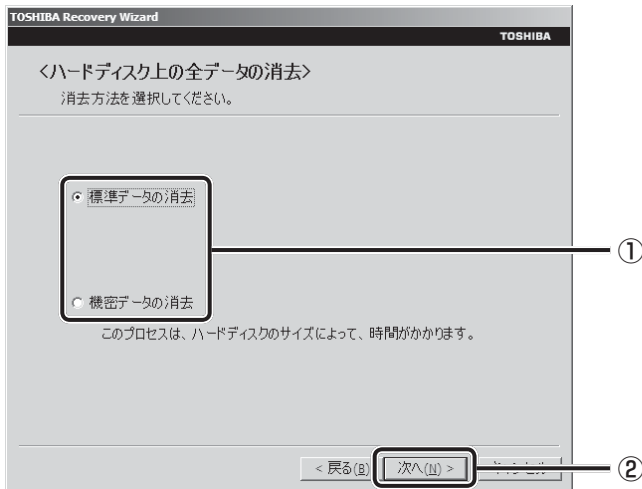 TOSHIBA Recovery Wizard
TOSHIBA
<ハードディスク上の全データの消去>
消去方法を選択してください。
標準データの消去
①
機密データの消去
このプロセスは、ハードディスクのサイズによって、時間がかかります。
< 戻る(B) 次へ(N) >
②